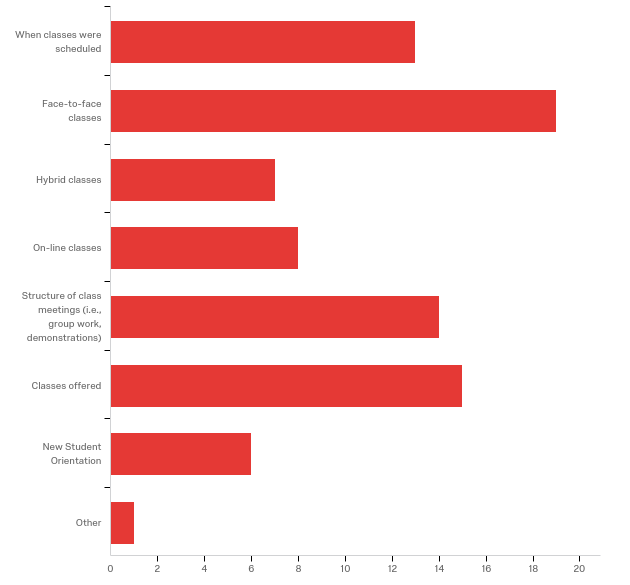 When classes were
scheduled
Face-to-face
classes
Hybrid classes
On-line classes
Structure of class
meetings (i.e.,
group work,
demonstrations)
Classes offered
New Student
Orientation
Other
0 2 4 6 8 10 12 14 16 18 20